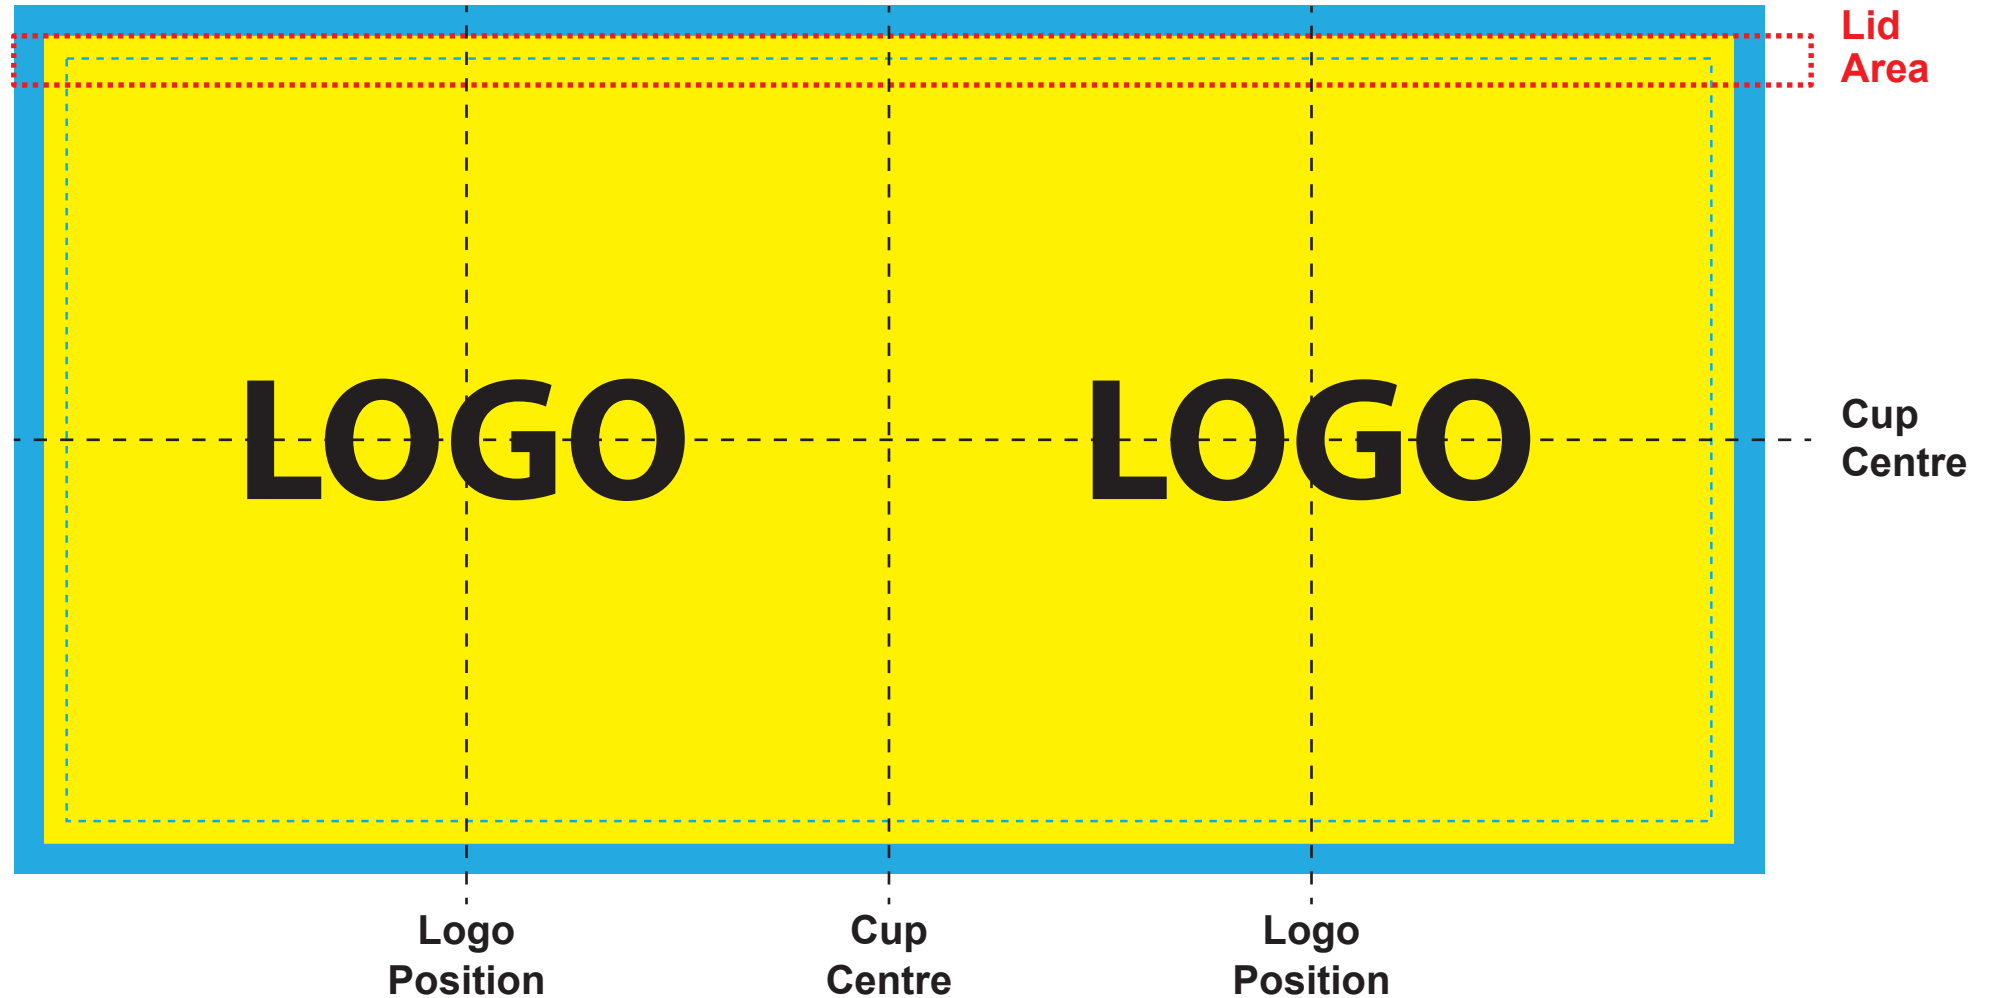 Lid
Area
LOGO
LOGO
Cup
Centre
Logo
Position
Cup
Centre
Logo
Position